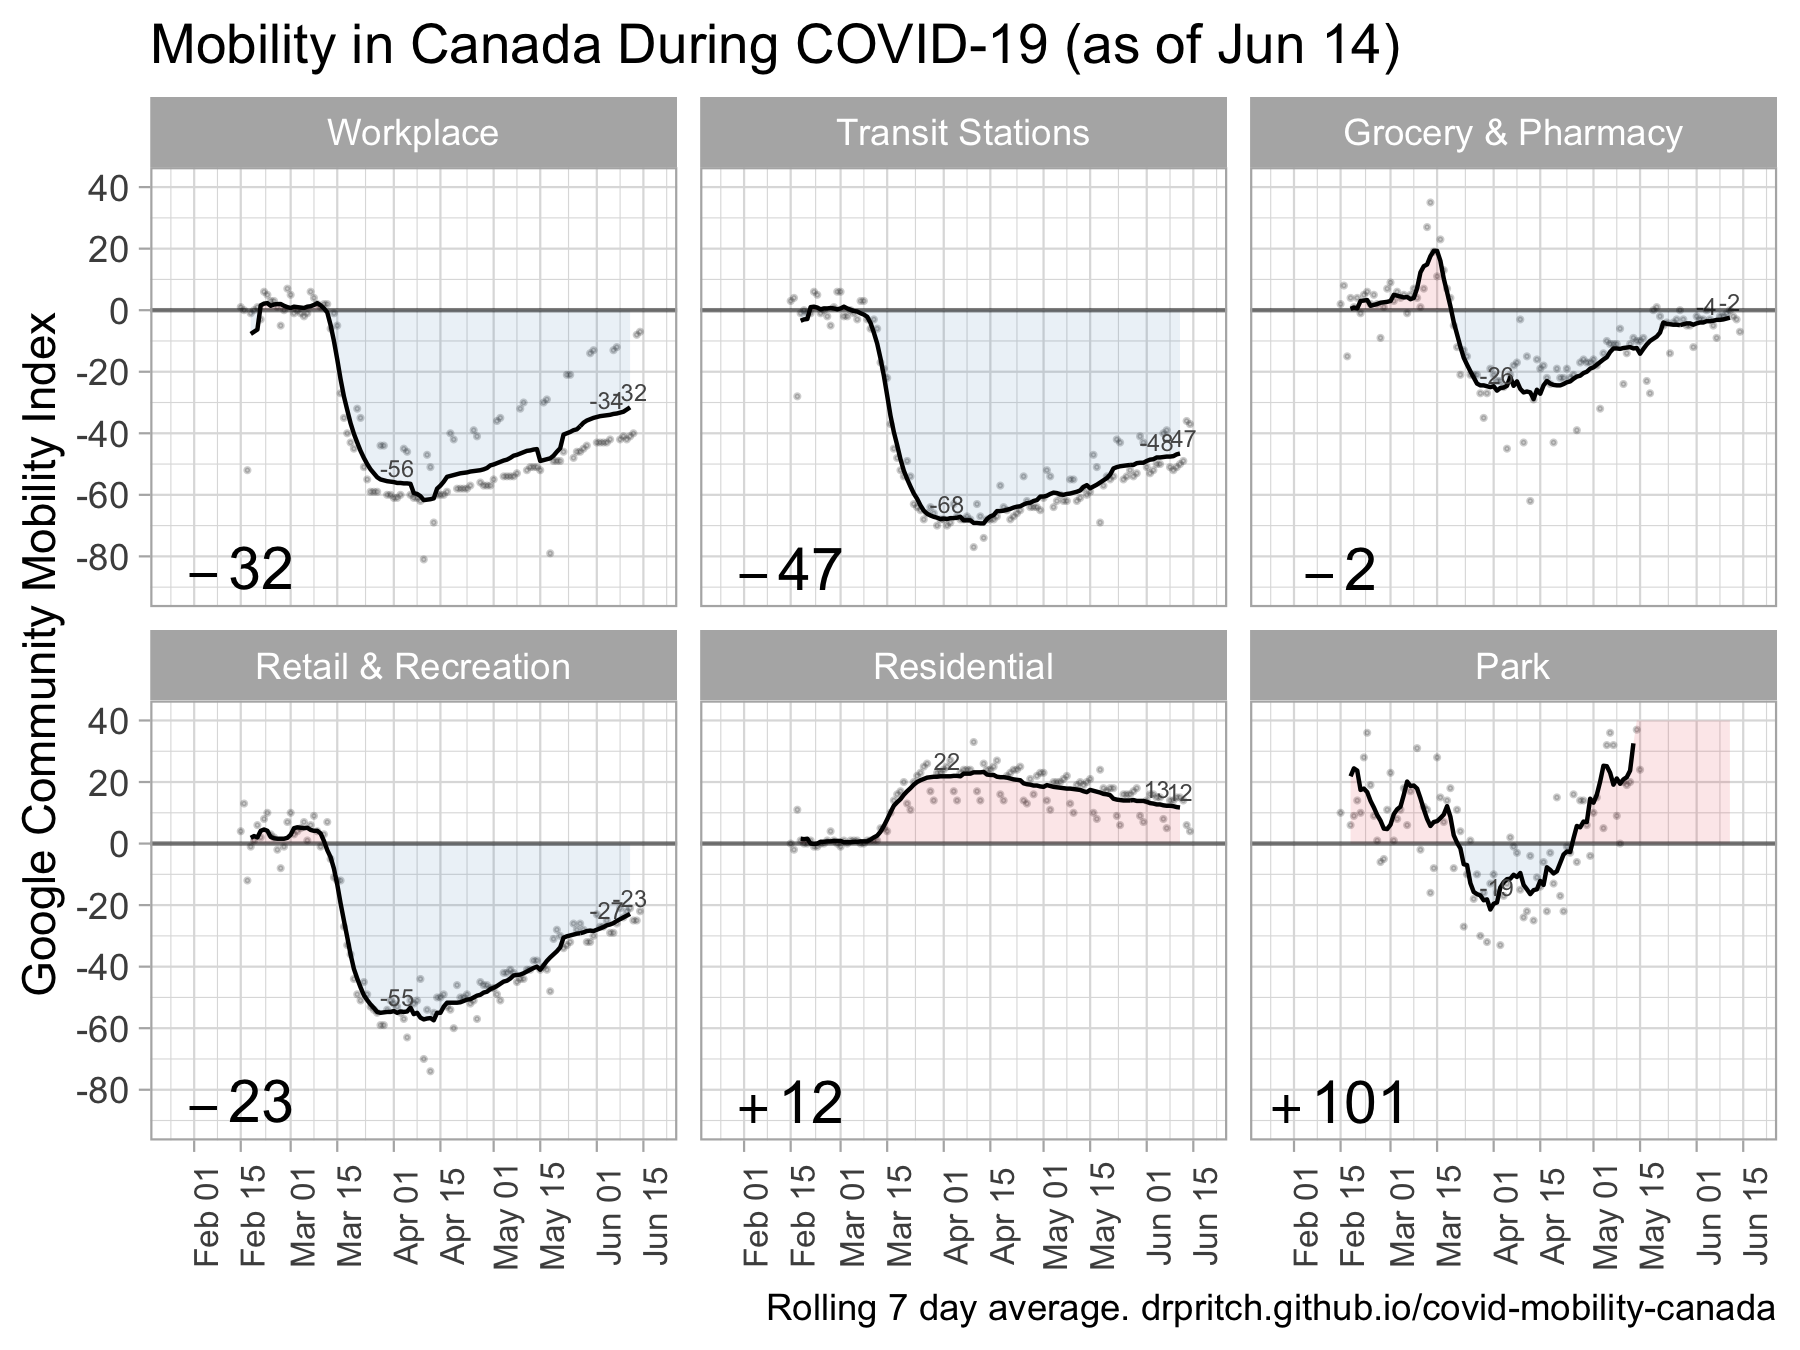 Mobility in Canada During COVID-19 (as of Jun 14)
Workplace
Transit Stations
Grocery & Pharmacy
Google Community Mobility Index
40
20
0
-20
-40
-60
-80
-56
-34
-32
−32
-68
-48
-47
−47
-26
-4
-2
−2
Retail & Recreation
Residential
Park
40
20
0
-20
-40
-60
-80
-55
-27
-23
−23
22
13
12
+12
-19
+101
Feb 01
Feb 15
Mar 01
Mar 15
Apr 01
Apr 15
May 01
May 15
Jun 01
Jun 15
Feb 01
Feb 15
Mar 01
Mar 15
Apr 01
Apr 15
May 01
May 15
Jun 01
Jun 15
Feb 01
Feb 15
Mar 01
Mar 15
Apr 01
Apr 15
May 01
May 15
Jun 01
Jun 15
Rolling 7 day average. drpritch.github.io/covid-mobility-canada